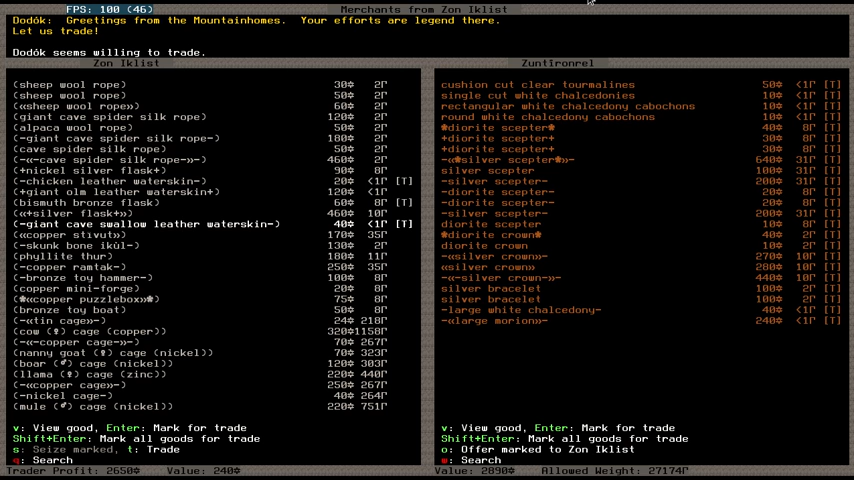 FPS: 100 (46)
Merchants from Zon Iklist
Dodók: Greetings from the Mountainhomes. Your efforts are legend there.
Let us trade!
Dodók seems willing to trade.
Zon Iklist
(sheep wool rope) 30☼ 2Γ
(sheep wool rope) 50☼ 2Γ
(«sheep wool rope») 60☼ 2Γ
(giant cave spider silk rope) 120☼ 2Γ
(alpaca wool rope) 50☼ 2Γ
(-giant cave spider silk rope-) 180☼ 2Γ
(cave spider silk rope) 50☼ 2Γ
(-«-cave spider silk rope-»-) 460☼ 2Γ
(+nickel silver flask+) 90☼ 8Γ
(-chicken leather waterskin-) 20☼ <1Γ [T]
(+giant olm leather waterskin+) 120☼ <1Γ
(bismuth bronze flask) 60☼ 8Γ [T]
(«+silver flask+») 460☼ 10Γ
(-giant cave swallow leather waterskin-) 40☼ <1Γ [T]
(«copper stivut») 170☼ 35Γ
(-skunk bone ikùl-) 130☼ 2Γ
(phyllite thur) 180☼ 11Γ
(-copper ramtak-) 250☼ 35Γ
(-bronze toy hammer-) 100☼ 8Γ
(copper mini-forge) 20☼ 8Γ
(☼«copper puzzlebox»☼) 75☼ 8Γ
(bronze toy boat) 50☼ 8Γ
(-«tin cage»-) 24☼ 218Γ
(cow (♀) cage (copper)) 320☼1158Γ
(-«-copper cage-»-) 70☼ 267Γ
(nanny goat (♀) cage (nickel)) 70☼ 323Γ
(boar (♂) cage (nickel)) 120☼ 303Γ
(llama (♀) cage (zinc)) 220☼ 440Γ
(-«copper cage»-) 250☼ 267Γ
(-nickel cage-) 40☼ 264Γ
(mule (♂) cage (nickel)) 220☼ 751Γ
v: View good, Enter: Mark for trade
Shift+Enter: Mark all goods for trade
s: Seize marked, t: Trade
q: Search
Trader Profit: 2650☼ Value: 240☼
Zuntîronrel
cushion cut clear tourmalines 50☼ <1Γ [T]
single cut white chalcedonies 10☼ <1Γ [T]
rectangular white chalcedony cabochons 10☼ <1Γ [T]
round white chalcedony cabochons 10☼ <1Γ [T]
☼diorite scepter☼ 40☼ 8Γ [T]
+diorite scepter+ 30☼ 8Γ [T]
+diorite scepter+ 30☼ 8Γ [T]
-«☼silver scepter☼»- 640☼ 31Γ [T]
silver scepter 100☼ 31Γ [T]
-silver scepter- 200☼ 31Γ [T]
-diorite scepter- 20☼ 8Γ [T]
-diorite scepter- 20☼ 8Γ [T]
-silver scepter- 200☼ 31Γ [T]
diorite scepter 10☼ 8Γ [T]
☼diorite crown☼ 40☼ 2Γ [T]
diorite crown 10☼ 2Γ [T]
-«silver crown»- 270☼ 10Γ [T]
«silver crown» 280☼ 10Γ [T]
-«-silver crown-»- 440☼ 10Γ [T]
silver bracelet 100☼ 2Γ [T]
silver bracelet 100☼ 2Γ [T]
-large white chalcedony- 40☼ <1Γ [T]
-«large morion»- 240☼ <1Γ [T]
v: View good, Enter: Mark for trade
Shift+Enter: Mark all goods for trade
o: Offer marked to Zon Iklist
w: Search
Value: 2890☼ Allowed Weight: 27174Γ